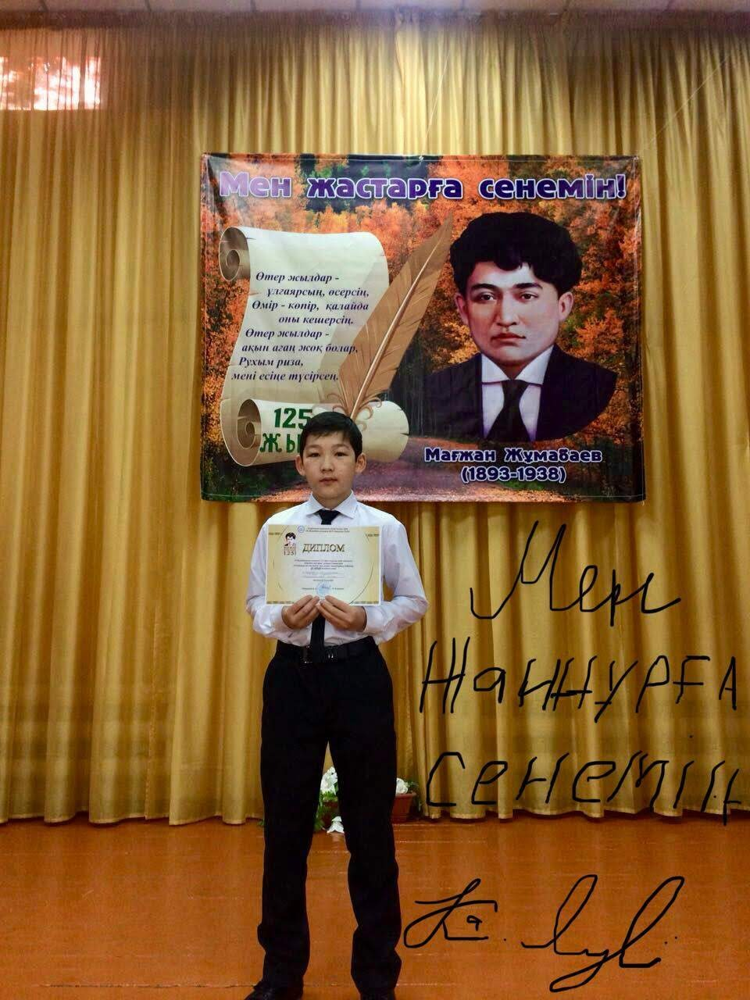 Мен жастарға сенемін!
Өтер жылдар -
ұлғаярсың, өсерсің,
Өмір - көпір, қалайда
оны кешерсің.
Өтер жылдар -
ақын ағаң жоқ болар,
Рухым риза,
мені есіңе түсірсең.
125
Мағжан Жұмабаев
(1893-1938)
ДИПЛОМ
Мен
Жаннұрға
сенемін